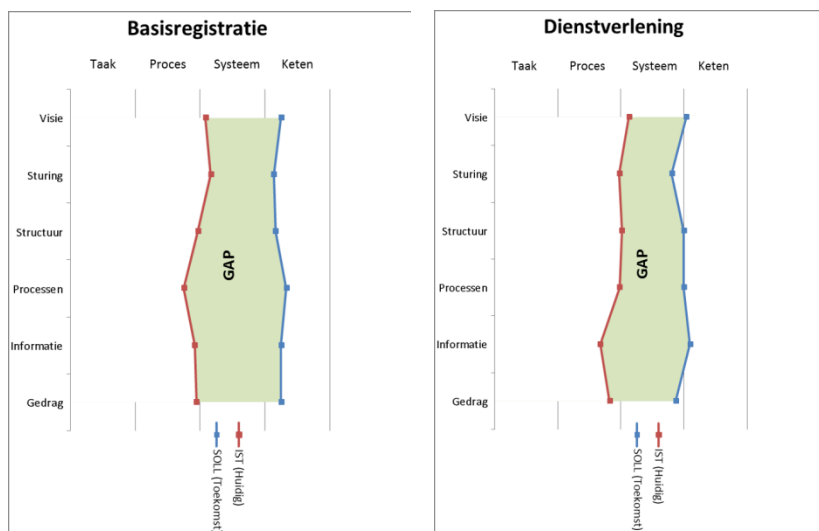 Basisregistratie
Taak Proces Systeem Keten
Visie
Sturing
Structuur
Processen
Informatie
Gedrag
GAP
SOLL (Toekomst)
IST (Huidig)
Dienstverlening
Taak Proces Systeem Keten
Visie
Sturing
Structuur
Processen
Informatie
Gedrag
GAP
SOLL (Toekomst)
IST (Huidig)